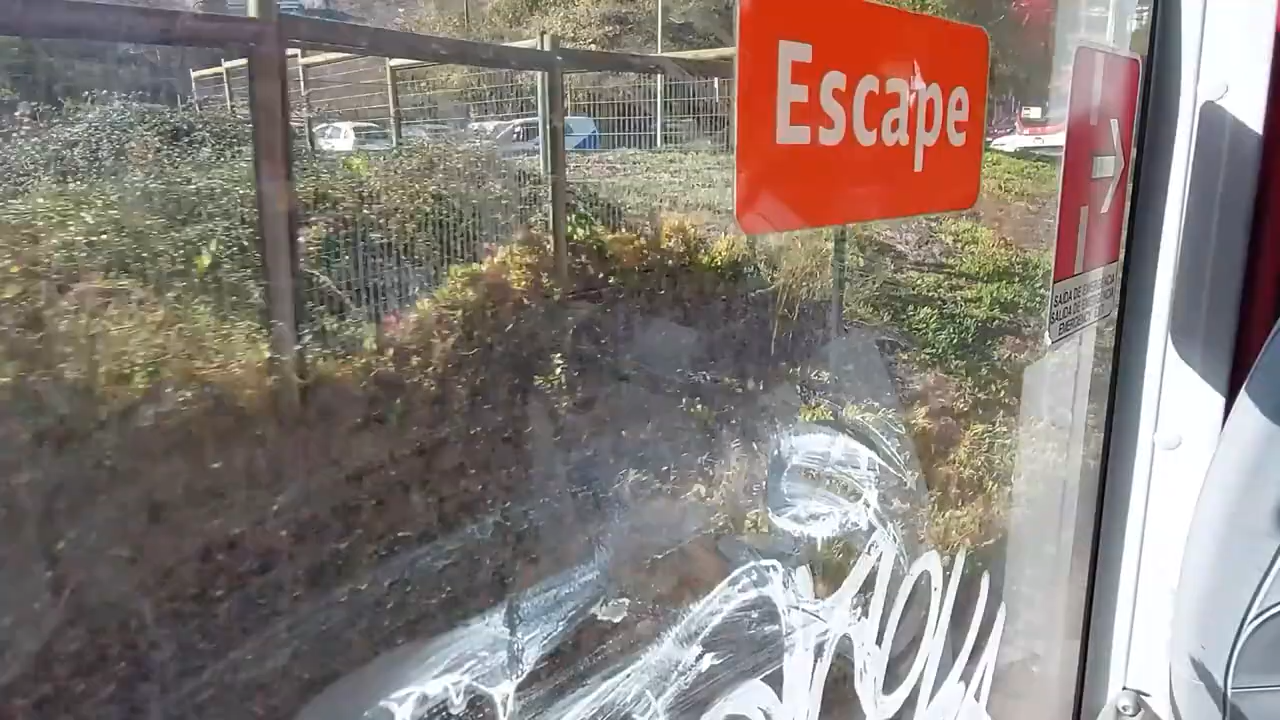 Escape
SAÍDA DE EMERGÊNCIA
SALIDA DE EMERGENCIA
EMERGENCY EXIT